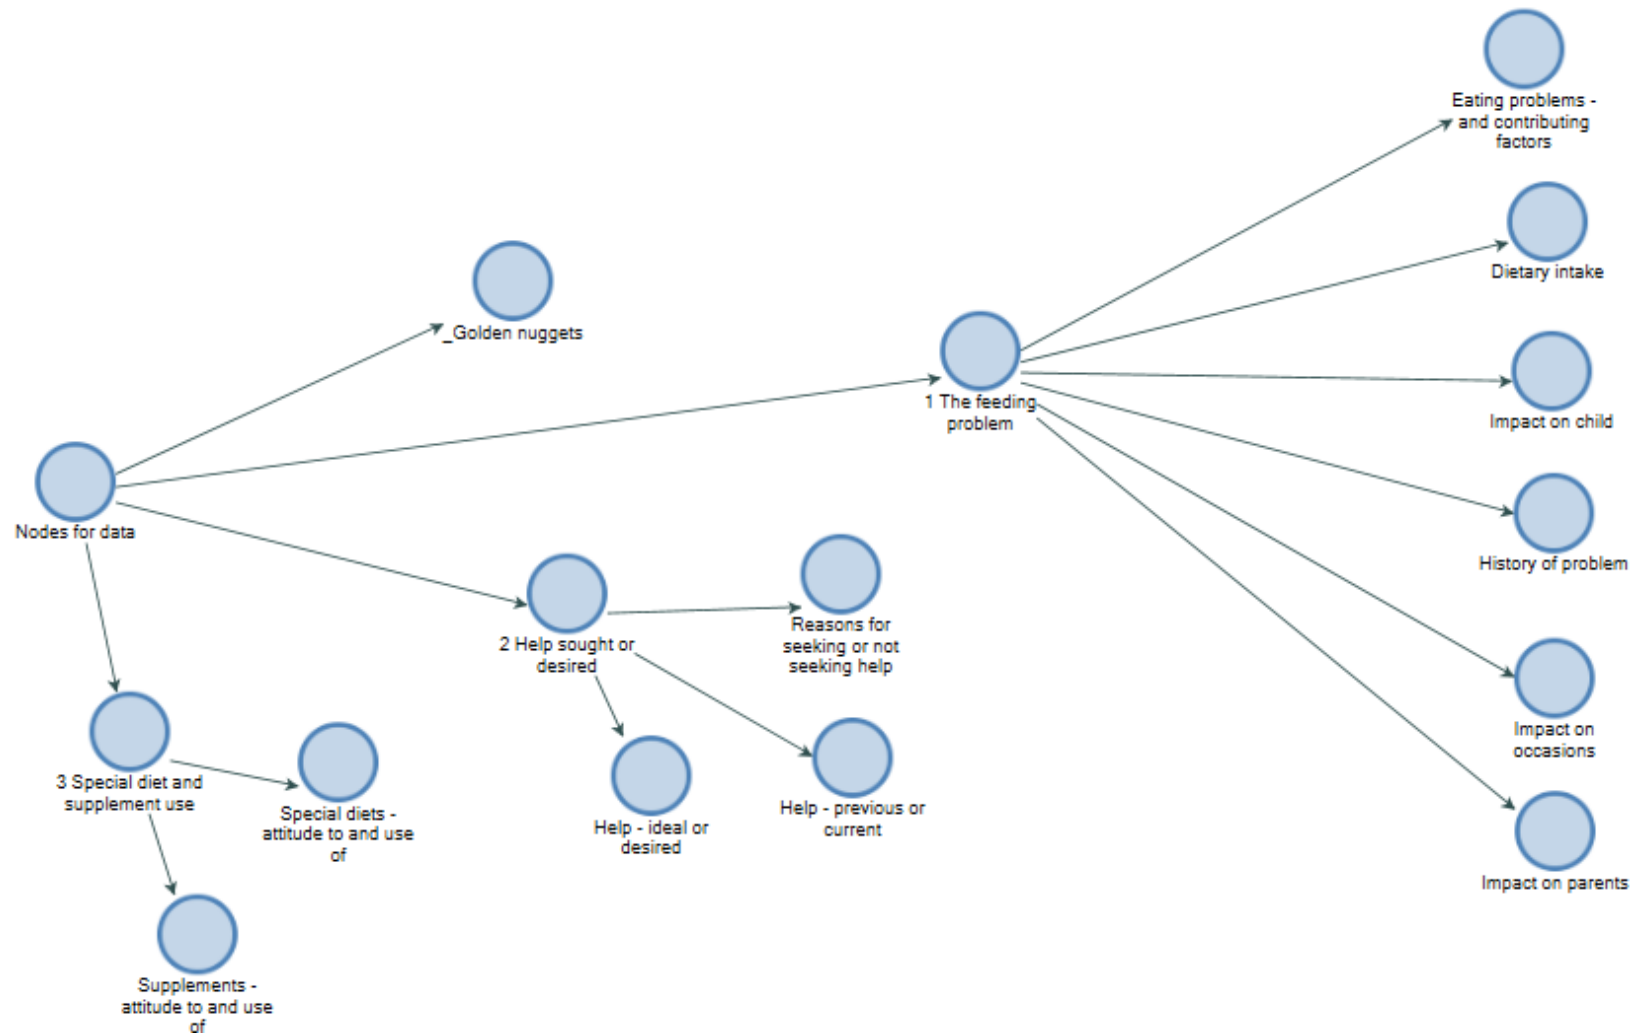 Eating problems -
and contributing
factors
Dietary intake
_Golden nuggets
1 The feeding
problem
Impact on child
Nodes for data
History of problem
Reasons for
seeking or not
seeking help
2 Help sought or
desired
Impact on
occasions
3 Special diet and
supplement use
Special diets -
attitude to and use
of
Help - ideal or
desired
Help - previous or
current
Impact on parents
Supplements -
attitude to and use
of